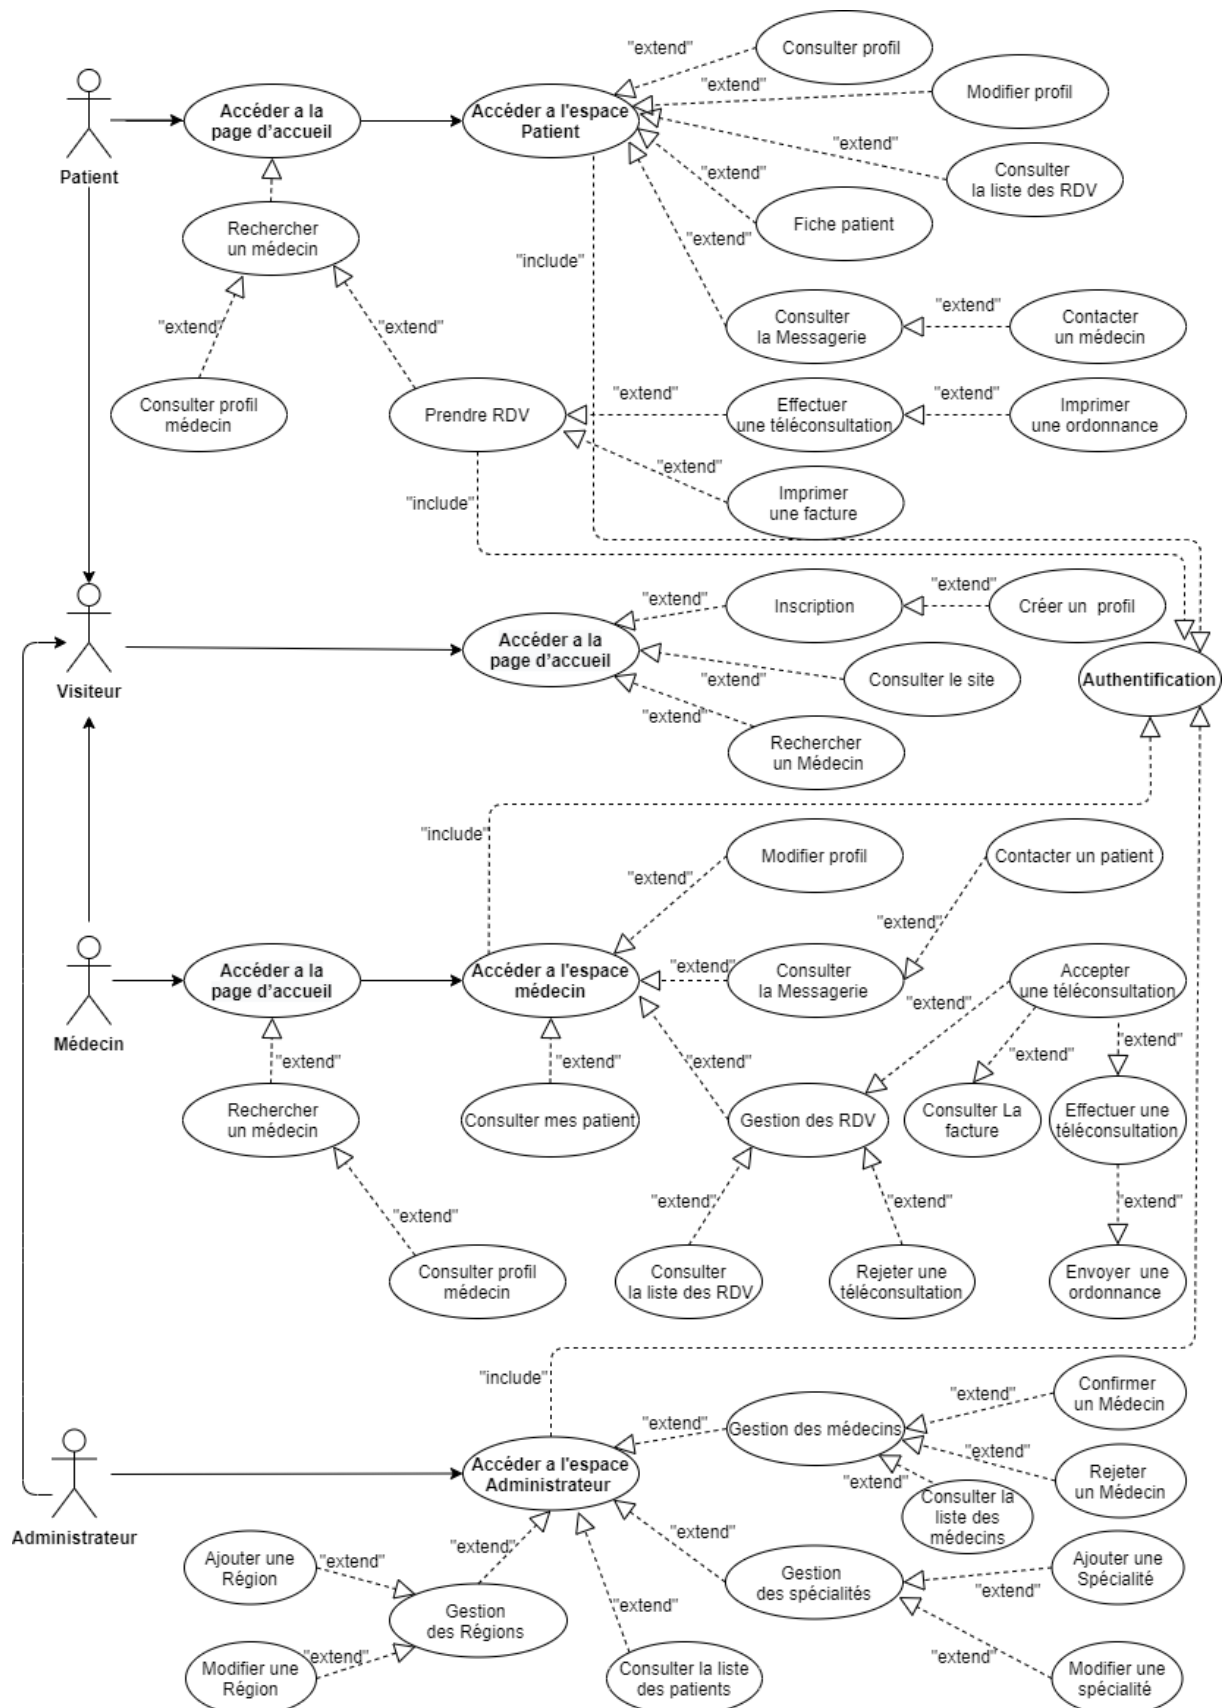 "extend"
Consulter profil
"extend"
Modifier profil
Accéder a la
page d'accueil
Accéder a l'espace
Patient
"extend"
Consulter
la liste des RDV
Patient
"extend"
Rechercher
un médecin
Fiche patient
"extend"
"include"
"extend"
"extend"
"extend"
Consulter
la Messagerie
Contacter
un médecin
Consulter profil
médecin
Prendre RDV
"extend"
Effectuer
une téléconsultation
"extend"
Imprimer
une ordonnance
"extend"
"include"
Imprimer
une facture
"extend"
Inscription
"extend"
Créer un profil
Accéder a la
page d'accueil
Visiteur
"extend"
Consulter le site
Authentification
"extend"
Rechercher
un Médecin
"include"
Modifier profil
Contacter un patient
"extend"
"extend"
Accéder a la
page d'accueil
Accéder a l'espace
médecin
"extend"
Consulter
la Messagerie
Accepter
une téléconsultation
Médecin
"extend"
"extend"
"extend"
"extend"
"extend"
"extend"
Rechercher
un médecin
Consulter mes patient
Gestion des RDV
Consulter La
facture
Effectuer une
téléconsultation
"extend"
"extend"
"extend"
"extend"
Consulter profil
médecin
Consulter
la liste des RDV
Rejeter une
téléconsultation
Envoyer une
ordonnance
"include"
Confirmer
un Médecin
"extend"
"extend"
Gestion des médecins
"extend"
Accéder a l'espace
Administrateur
Rejeter
un Médecin
"extend"
Consulter la
liste des
médecins
Administrateur
"extend"
"extend"
Ajouter une
Région
"extend"
Gestion
des spécialités
Ajouter une
Spécialité
"extend"
Gestion
des Régions
"extend"
"extend"
"extend"
Modifier une
Région
Consulter la liste
des patients
Modifier une
spécialité